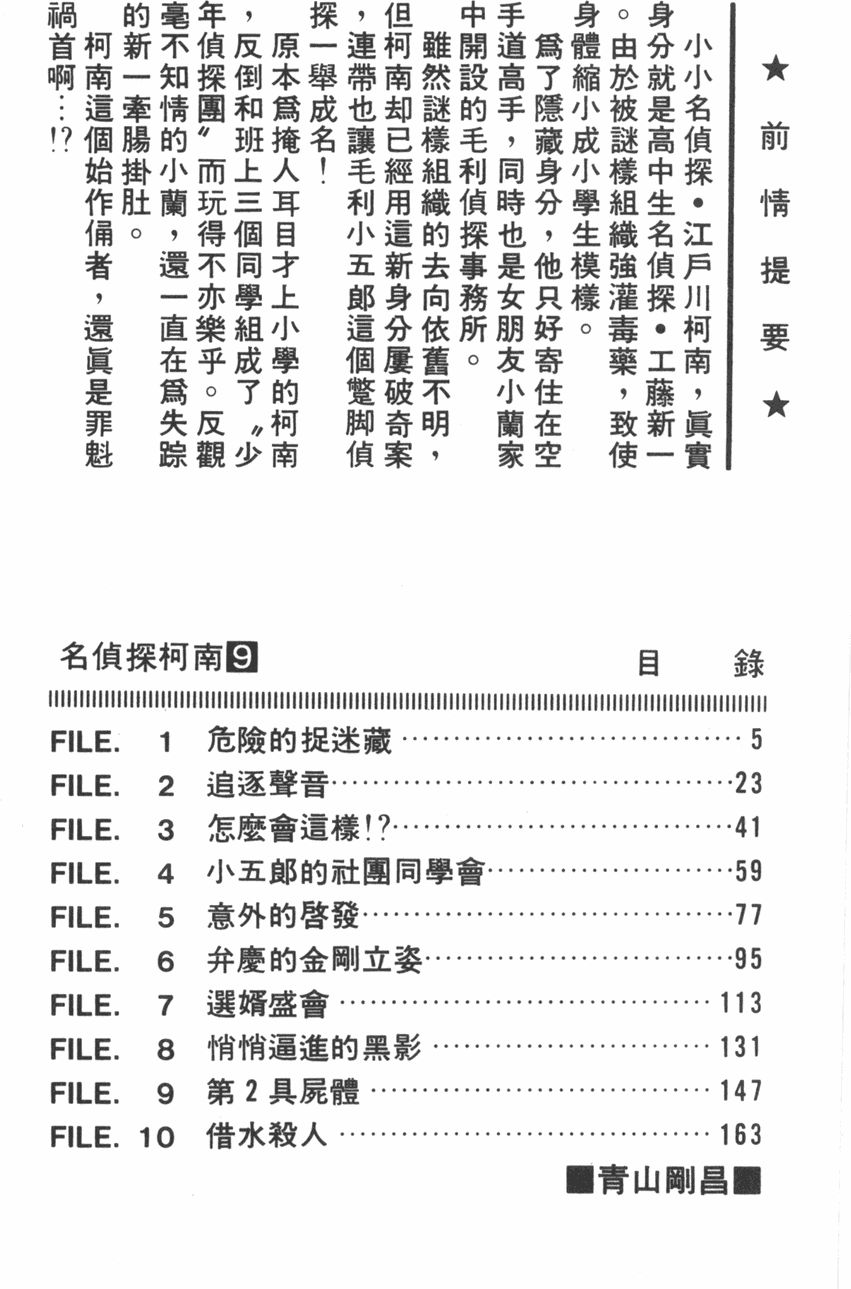 ★前情提要★
小小名偵探•江戶川柯南，眞實
身分就是高中生名偵探•工藤新一
。由於被謎樣組織強灌毒藥，致使
身體縮小成小學生模樣。
爲了隱藏身分，他只好寄住在空
手道高手，同時也是女朋友小蘭家
中開設的毛利偵探事務所。
雖然謎樣組織的去向依舊不明，
但柯南却已經用這新身分屢破奇案
，連帶也讓毛利小五郎這個蹩脚偵
探一舉成名！
原本爲掩人耳目才上小學的柯南
，反倒和班上三個同學組成了〝少
年偵探團〞而玩得不亦樂乎。反觀
毫不知情的小蘭，還一直在爲失踪
的新一牽腸掛肚。
柯南這個始作俑者，還眞是罪魁
禍首啊…!?
名偵探柯南9 目錄
FILE. 1 危險的捉迷藏…………………………5
FILE. 2 追逐聲音…………………………23
FILE. 3 怎麼會這樣!?…………………………41
FILE. 4 小五郎的社團同學會…………………………59
FILE. 5 意外的啓發…………………………77
FILE. 6 弁慶的金剛立姿…………………………95
FILE. 7 選婿盛會…………………………113
FILE. 8 悄悄逼進的黑影…………………………131
FILE. 9 第2具屍體…………………………147
FILE. 10 借水殺人…………………………163
■青山剛昌■